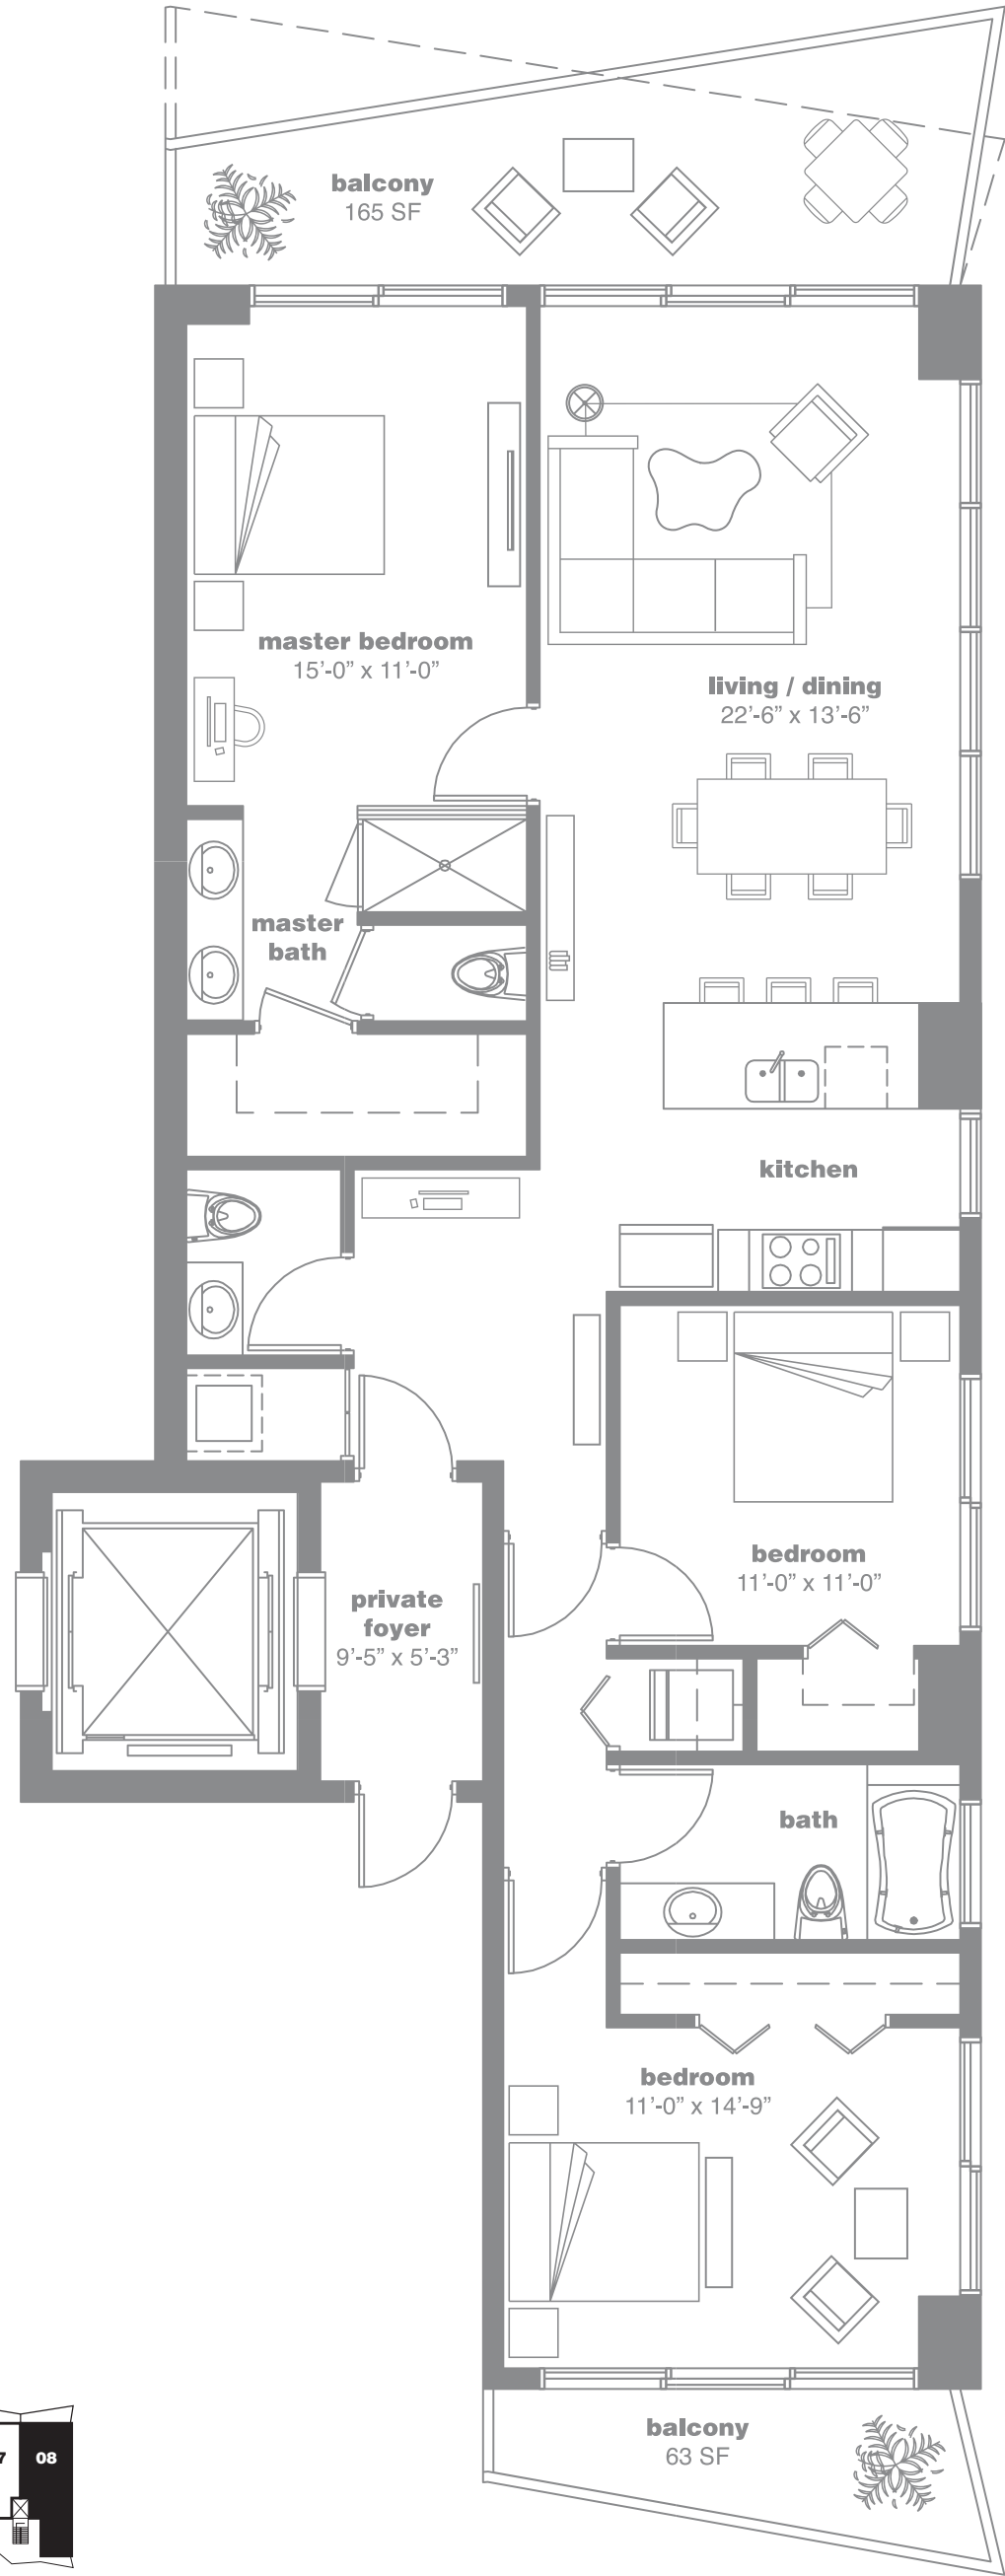 balcony
165 SF
master bedroom
15’-0” x 11’-0”
living / dining
22’-6” x 13’-6”
master
bath
kitchen
bedroom
11’-0” x 11’-0”
private
foyer
9’-5” x 5’-3”
bath
bedroom
11’-0” x 14’-9”
balcony
63 SF
7 08